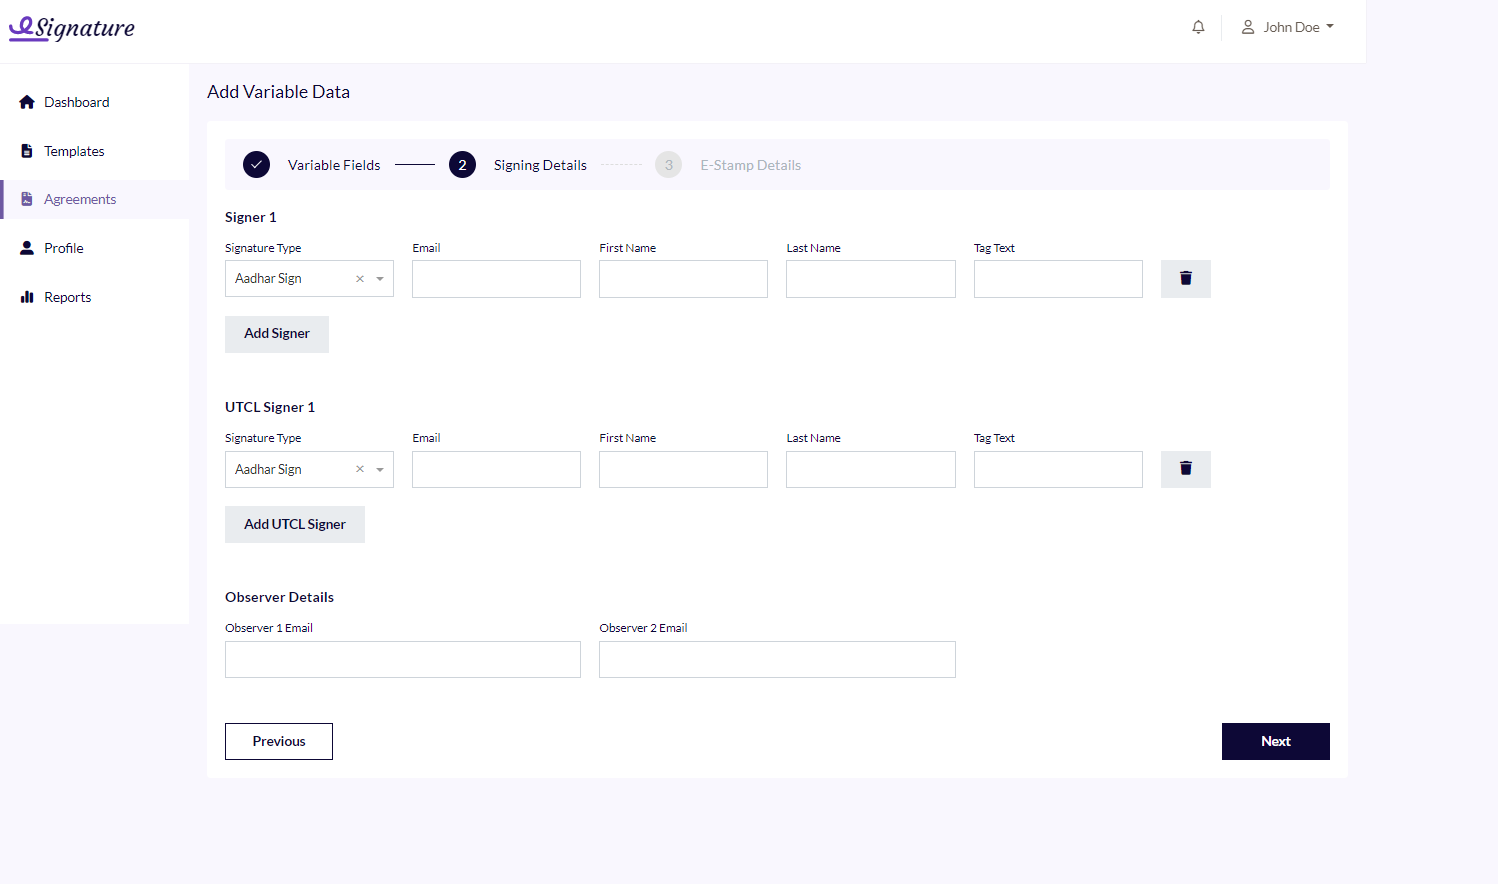 eSignature
John Doe
Dashboard
Templates
Agreements
Profile
Reports
Add Variable Data
Variable Fields 2 Signing Details 3 E-Stamp Details
Signer 1
Signature Type Email First Name Last Name Tag Text
Aadhar Sign ×
Add Signer
UTCL Signer 1
Signature Type Email First Name Last Name Tag Text
Aadhar Sign ×
Add UTCL Signer
Observer Details
Observer 1 Email Observer 2 Email
Previous Next